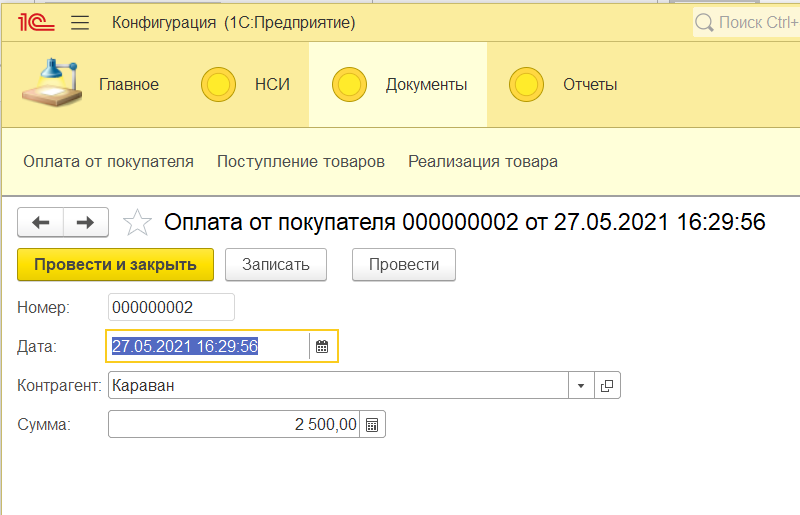 1С Конфигурация (1С:Предприятие) Поиск Ctrl+
Главное НСИ Документы Отчеты
Оплата от покупателя Поступление товаров Реализация товара
Оплата от покупателя 000000002 от 27.05.2021 16:29:56
Провести и закрыть Записать Провести
Номер: 000000002
Дата: 27.05.2021 16:29:56
Контрагент: Караван
Сумма: 2 500,00